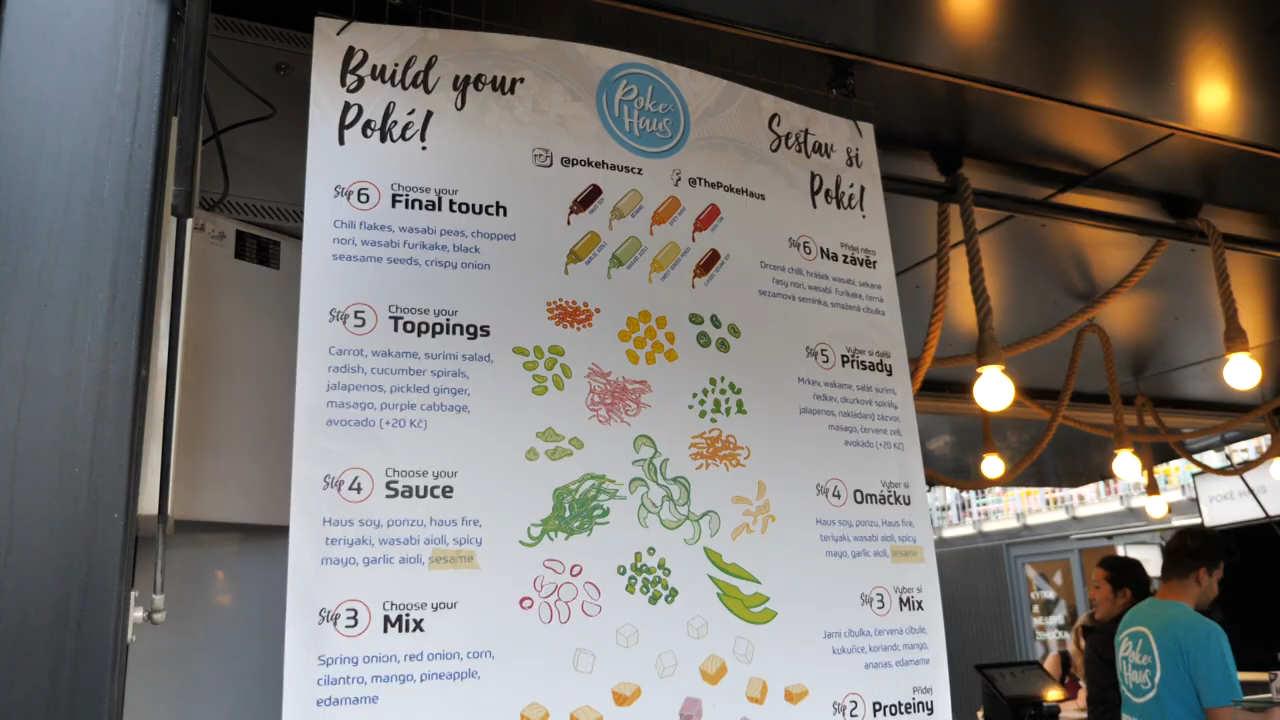 Build your
Poké!
Poke
Haus
@pokehauscz
@ThePokeHaus
Sestav si
Poké!
Step 6 Choose your
Final touch
Chili flakes, wasabi peas, chopped
nori, wasabi furikake, black
seasame seeds, crispy onion
Step 5 Choose your
Toppings
Carrot, wakame, surimi salad,
radish, cucumber spirals,
jalapenos, pickled ginger,
masago, purple cabbage,
avocado (+20 Kč)
Step 4 Choose your
Sauce
Haus soy, ponzu, haus fire,
teriyaki, wasabi aioli, spicy
mayo, garlic aioli, sesame
Step 3 Choose your
Mix
Spring onion, red onion, corn,
cilantro, mango, pineapple,
edamame
Step 6 Přidej něco
Na závěr
Drcené chilli, hrášek wasabi, sekané
řasy nori, wasabi furikake, černá
sezamová semínka, smažená cibulka
Step 5 Vyber si další
Přísady
Mrkev, wakame, salát surimi,
ředkev, okurkové spirály,
jalapenos, nakládaný zázvor,
masago, červené zelí,
avokádo (+20 Kč)
Step 4 Vyber si
Omáčku
Haus soy, ponzu, Haus fire,
teriyaki, wasabi aioli, spicy
mayo, garlic aioli, sesame
Step 3 Vyber si
Mix
Jarní cibulka, červená cibule,
kukuřice, koriandr, mango,
ananas, edamame
Step 2 Přidej
Proteiny
POKE HAUS
Poke
Haus